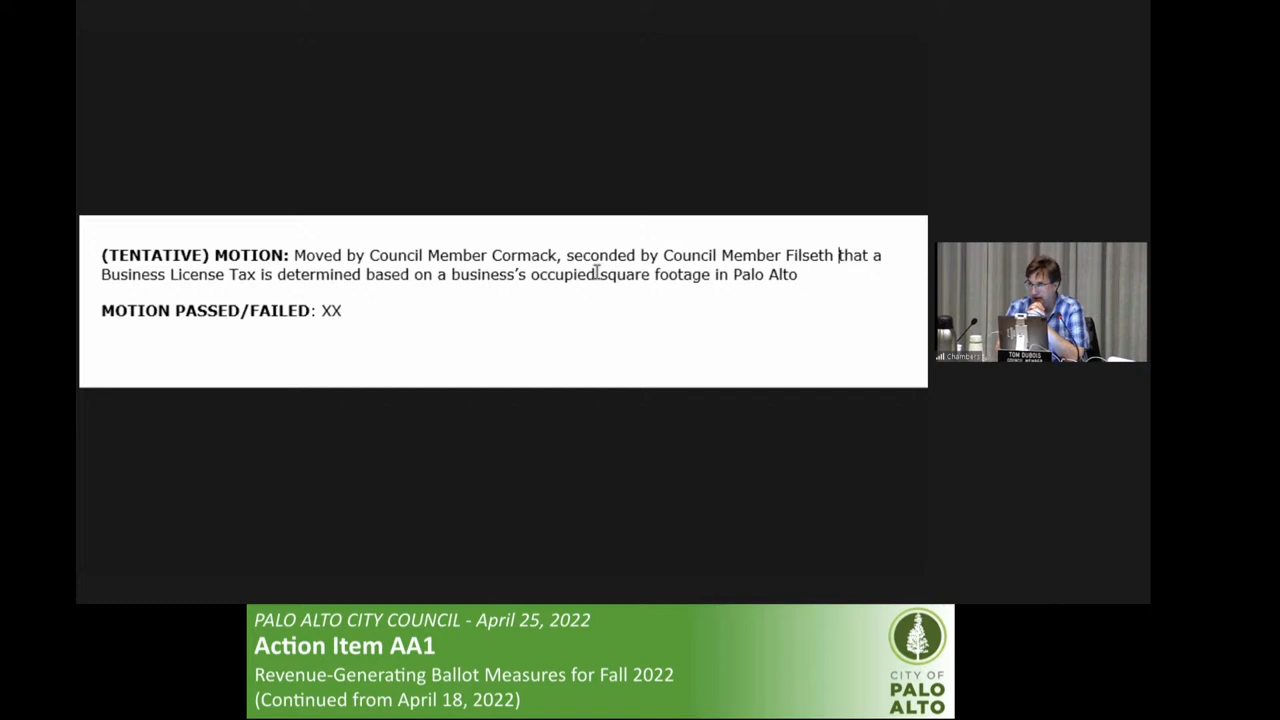 (TENTATIVE) MOTION: Moved by Council Member Cormack, seconded by Council Member Filseth that a
Business License Tax is determined based on a business's occupied square footage in Palo Alto
MOTION PASSED/FAILED: XX
Chambers
TOM DUBOIS
COUNCIL MEMBER
PALO ALTO CITY COUNCIL - April 25, 2022
Action Item AA1
Revenue-Generating Ballot Measures for Fall 2022
(Continued from April 18, 2022)
CITY OF
PALO
ALTO